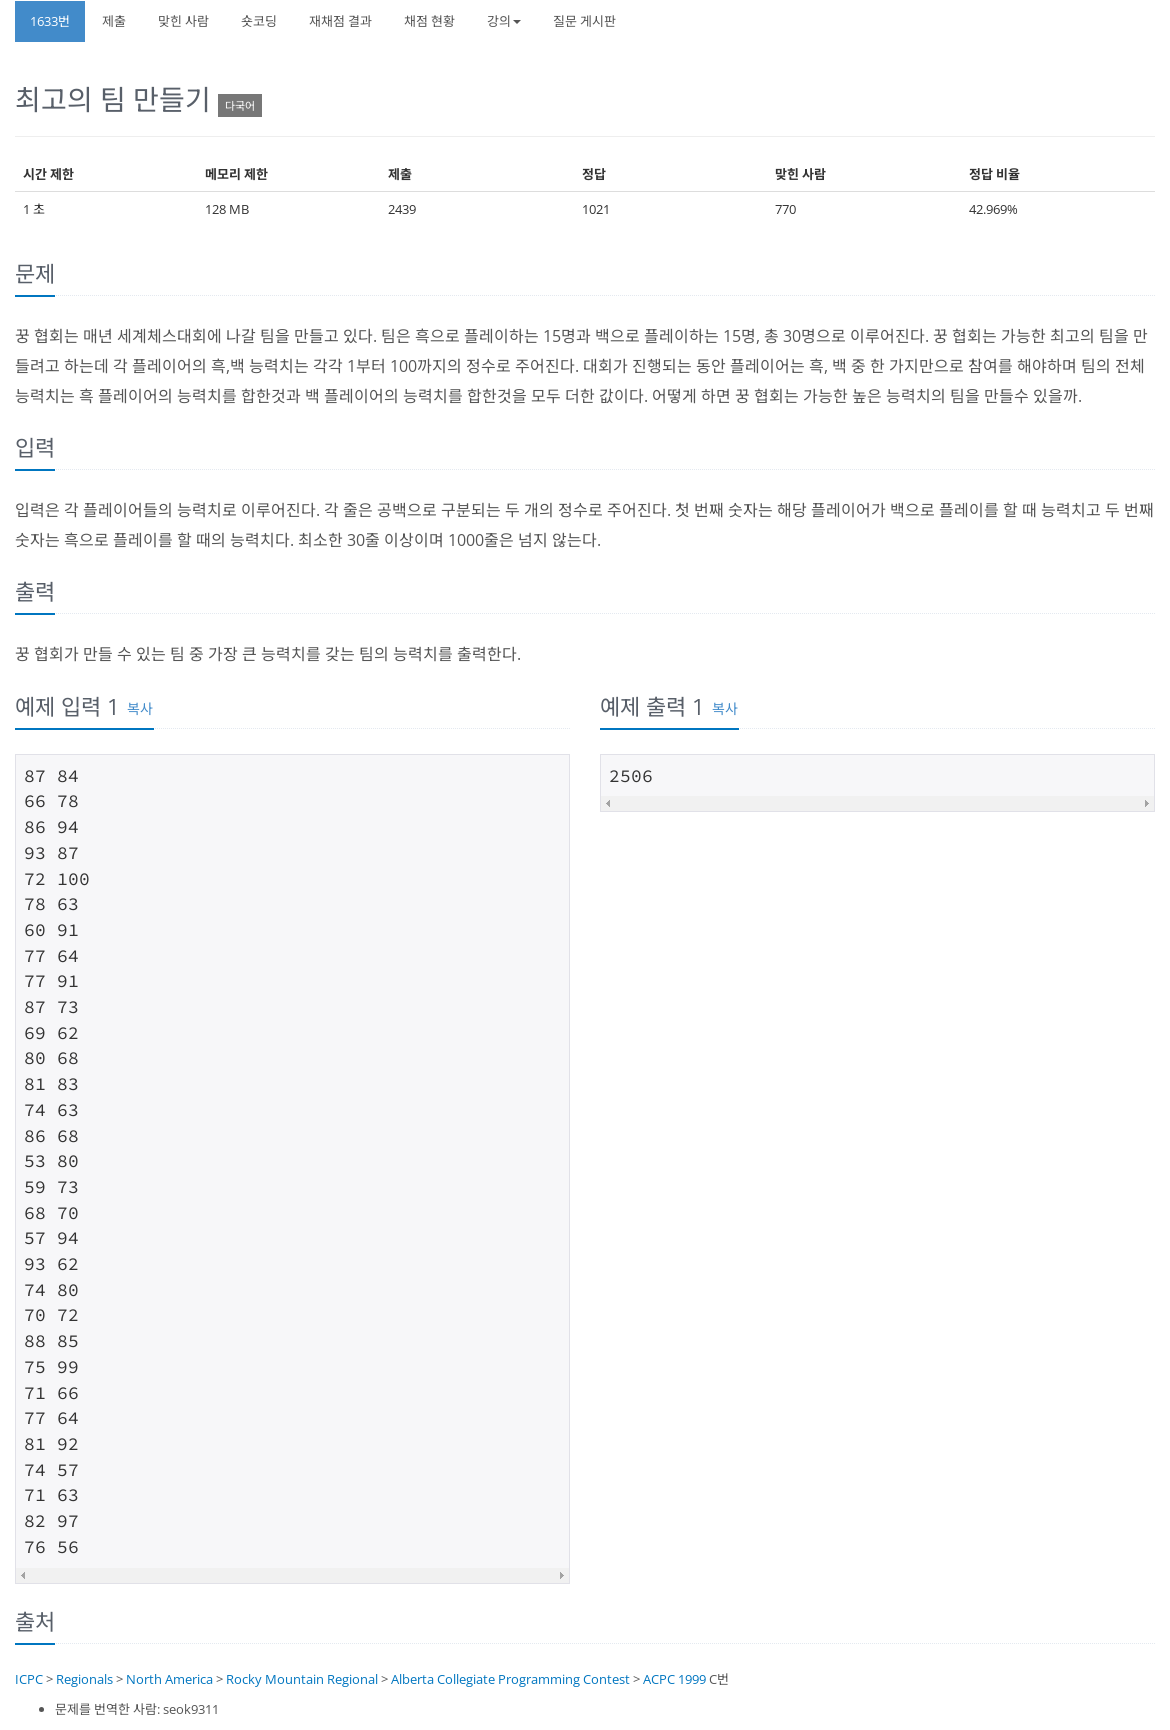 1633번 제출 맞힌 사람 숏코딩 재채점 결과 채점 현황 강의 질문 게시판
최고의 팀 만들기 다국어
시간 제한 메모리 제한 제출 정답 맞힌 사람 정답 비율
1 초 128 MB 2439 1021 770 42.969%
문제
꿍 협회는 매년 세계체스대회에 나갈 팀을 만들고 있다. 팀은 흑으로 플레이하는 15명과 백으로 플레이하는 15명, 총 30명으로 이루어진다. 꿍 협회는 가능한 최고의 팀을 만
들려고 하는데 각 플레이어의 흑,백 능력치는 각각 1부터 100까지의 정수로 주어진다. 대회가 진행되는 동안 플레이어는 흑, 백 중 한 가지만으로 참여를 해야하며 팀의 전체
능력치는 흑 플레이어의 능력치를 합한것과 백 플레이어의 능력치를 합한것을 모두 더한 값이다. 어떻게 하면 꿍 협회는 가능한 높은 능력치의 팀을 만들수 있을까.
입력
입력은 각 플레이어들의 능력치로 이루어진다. 각 줄은 공백으로 구분되는 두 개의 정수로 주어진다. 첫 번째 숫자는 해당 플레이어가 백으로 플레이를 할 때 능력치고 두 번째
숫자는 흑으로 플레이를 할 때의 능력치다. 최소한 30줄 이상이며 1000줄은 넘지 않는다.
출력
꿍 협회가 만들 수 있는 팀 중 가장 큰 능력치를 갖는 팀의 능력치를 출력한다.
예제 입력 1 복사
87 84
66 78
86 94
93 87
72 100
78 63
60 91
77 64
77 91
87 73
69 62
80 68
81 83
74 63
86 68
53 80
59 73
68 70
57 94
93 62
74 80
70 72
88 85
75 99
71 66
77 64
81 92
74 57
71 63
82 97
76 56
예제 출력 1 복사
2506
출처
ICPC > Regionals > North America > Rocky Mountain Regional > Alberta Collegiate Programming Contest > ACPC 1999 C번
문제를 번역한 사람: seok9311